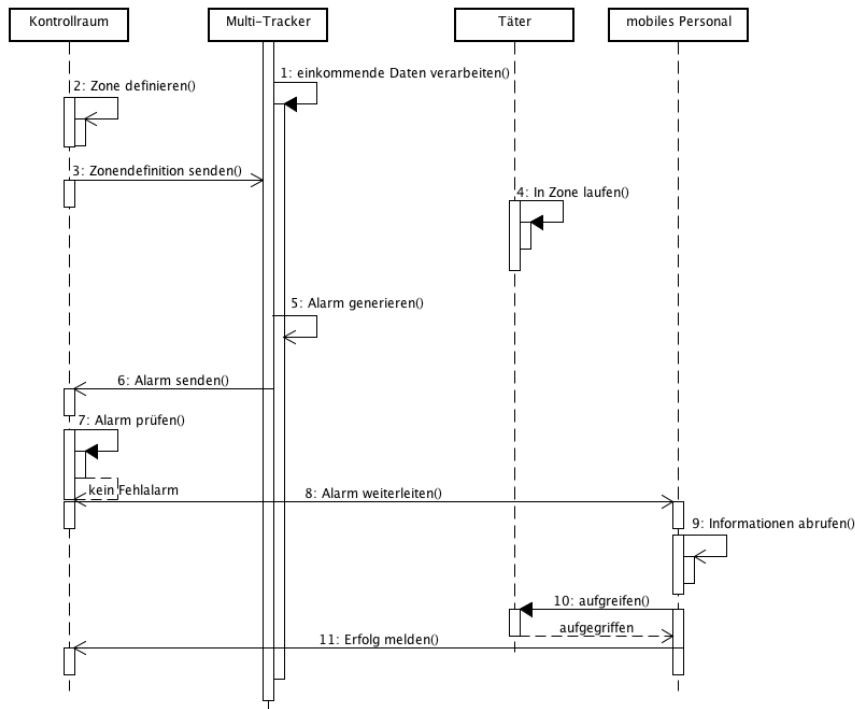 Kontrollraum
Multi-Tracker
Täter
mobiles Personal
1: einkommende Daten verarbeiten()
2: Zone definieren()
3: Zonendefinition senden()
4: In Zone laufen()
5: Alarm generieren()
6: Alarm senden()
7: Alarm prüfen()
kein Fehlalarm
8: Alarm weiterleiten()
9: Informationen abrufen()
10: aufgreifen()
aufgegriffen
11: Erfolg melden()